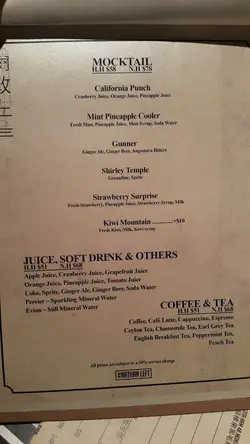 MOCKTAIL
H.H $58 N.H $78
California Punch
Cranberry Juice, Orange Juice, Pineapple Juice
Mint Pineapple Cooler
Fresh Mint, Pineapple Juice, Mint Syrup, Soda Water
Gunner
Ginger Ale, Ginger Beer, Angostura Bitters
Shirley Temple
Grenadine, Sprite
Strawberry Surprise
Fresh Strawberry, Pineapple Juice, Strawberry Syrup, Milk
Kiwi Mountain ............+$10
Fresh Kiwi, Milk, Kiwi syrup
JUICE, SOFT DRINK & OTHERS
H.H $51 N.H $68
Apple Juice, Cranberry Juice, Grapefruit Juice
Orange Juice, Pineapple Juice, Tomato Juice
Coke, Sprite, Ginger Ale, Ginger Beer, Soda Water
Perrier – Sparkling Mineral Water
Evian – Still Mineral Water
COFFEE & TEA
H.H $51 N.H $68
Coffee, Café Latte, Cappuccino, Espresso
Ceylon Tea, Chamomile Tea, Earl Grey Tea
English Breakfast Tea, Peppermint Tea,
Peach Tea
All prices are subject to a 10% service charge